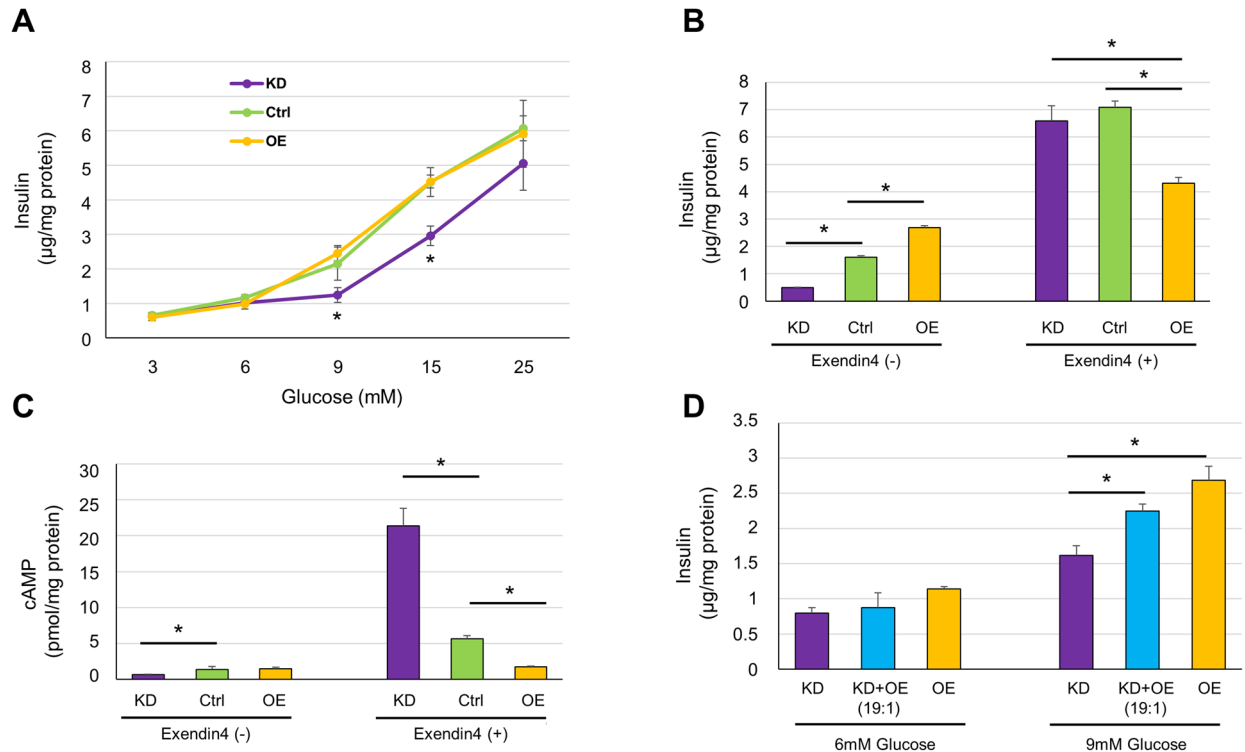 A
8
7
6
5
4
3
2
1
0
Insulin
(µg/mg protein)
KD
Ctrl
OE
*
*
3
6
9
15
25
Glucose (mM)
B
8
7
6
5
4
3
2
1
0
Insulin
(µg/mg protein)
*
*
*
*
KD
Ctrl
OE
KD
Ctrl
OE
Exendin4 (-)
Exendin4 (+)
C
30
25
20
15
10
5
0
cAMP
(pmol/mg protein)
*
*
*
KD
Ctrl
OE
KD
Ctrl
OE
Exendin4 (-)
Exendin4 (+)
D
3.5
3
2.5
2
1.5
1
0.5
0
Insulin
(µg/mg protein)
*
*
KD
KD+OE
(19:1)
OE
KD
KD+OE
(19:1)
OE
6mM Glucose
9mM Glucose